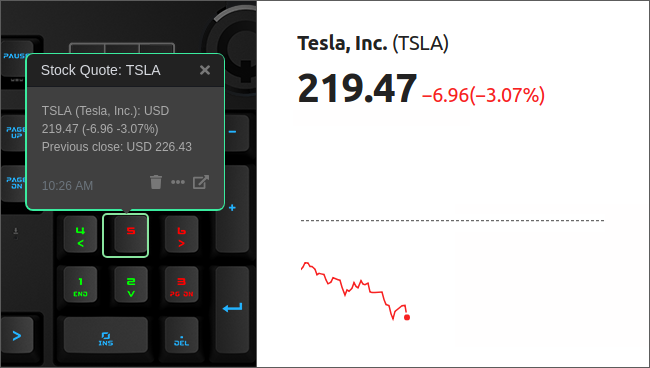 PAUSE
Stock Quote: TSLA
TSLA (Tesla, Inc.): USD
219.47 (-6.96 -3.07%)
Previous close: USD 226.43
10:26 AM
PAGE
UP
PAGE
DN
−
+
4
<
5
6
>
1
END
2
V
3
PG DN
>
0
INS
.
DEL
Tesla, Inc. (TSLA)
219.47 −6.96(−3.07%)